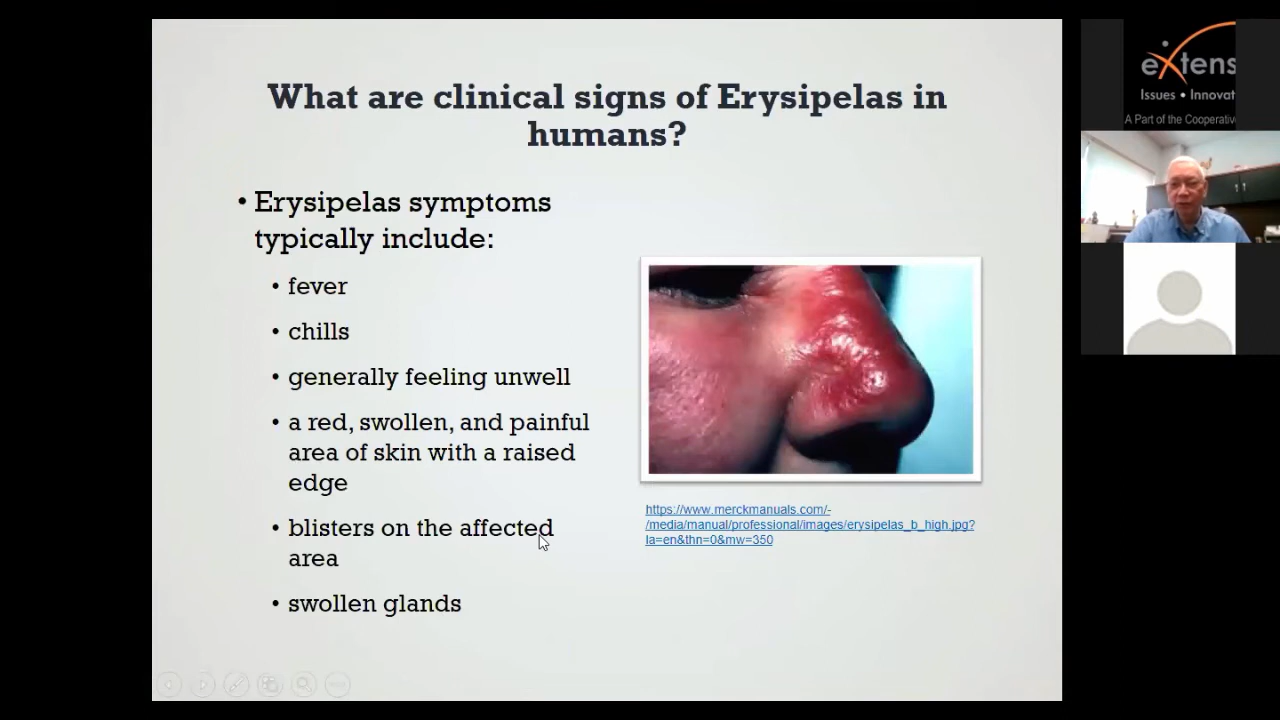 What are clinical signs of Erysipelas in
humans?
• Erysipelas symptoms
typically include:
• fever
• chills
• generally feeling unwell
• a red, swollen, and painful
area of skin with a raised
edge
• blisters on the affected
area
• swollen glands
https://www.merckmanuals.com/-
/media/manual/professional/images/erysipelas_b_high.jpg?
la=en&thn=0&mw=350
eXtens
Issues • Innovat
A Part of the Cooperativ